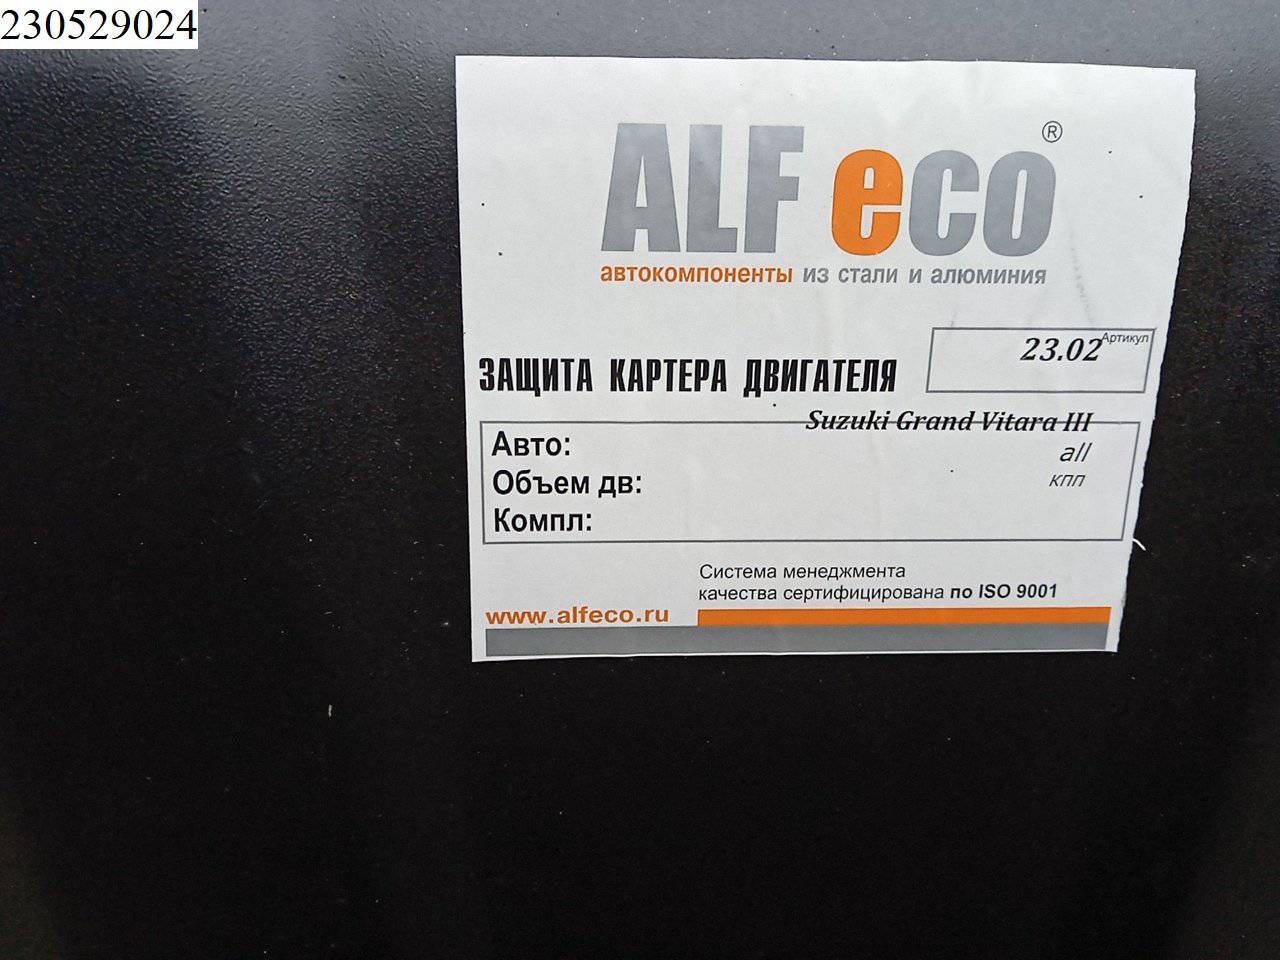 230529024
ALF eco ®
автокомпоненты из стали и алюминия
Артикул
23.02
ЗАЩИТА КАРТЕРА ДВИГАТЕЛЯ
Suzuki Grand Vitara III
Авто:
all
Объем дв:
кпп
Компл:
Система менеджмента
качества сертифицирована по ISO 9001
www.alfeco.ru